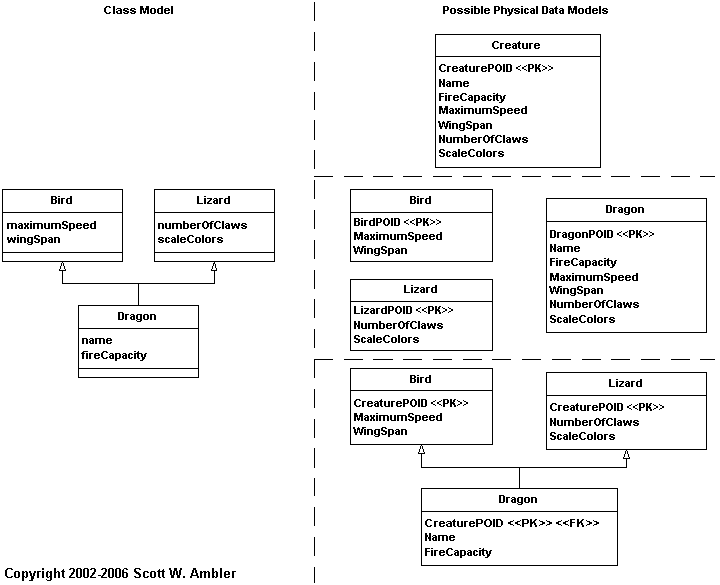 Class Model
Possible Physical Data Models
Creature
CreaturePOID <<PK>>
Name
FireCapacity
MaximumSpeed
WingSpan
NumberOfClaws
ScaleColors
Bird
maximumSpeed
wingSpan
Lizard
numberOfClaws
scaleColors
Dragon
name
fireCapacity
Bird
BirdPOID <<PK>>
MaximumSpeed
WingSpan
Lizard
LizardPOID <<PK>>
NumberOfClaws
ScaleColors
Dragon
DragonPOID <<PK>>
Name
FireCapacity
MaximumSpeed
WingSpan
NumberOfClaws
ScaleColors
Bird
CreaturePOID <<PK>>
MaximumSpeed
WingSpan
Lizard
CreaturePOID <<PK>>
NumberOfClaws
ScaleColors
Dragon
CreaturePOID <<PK>> <<FK>>
Name
FireCapacity
Copyright 2002-2006 Scott W. Ambler